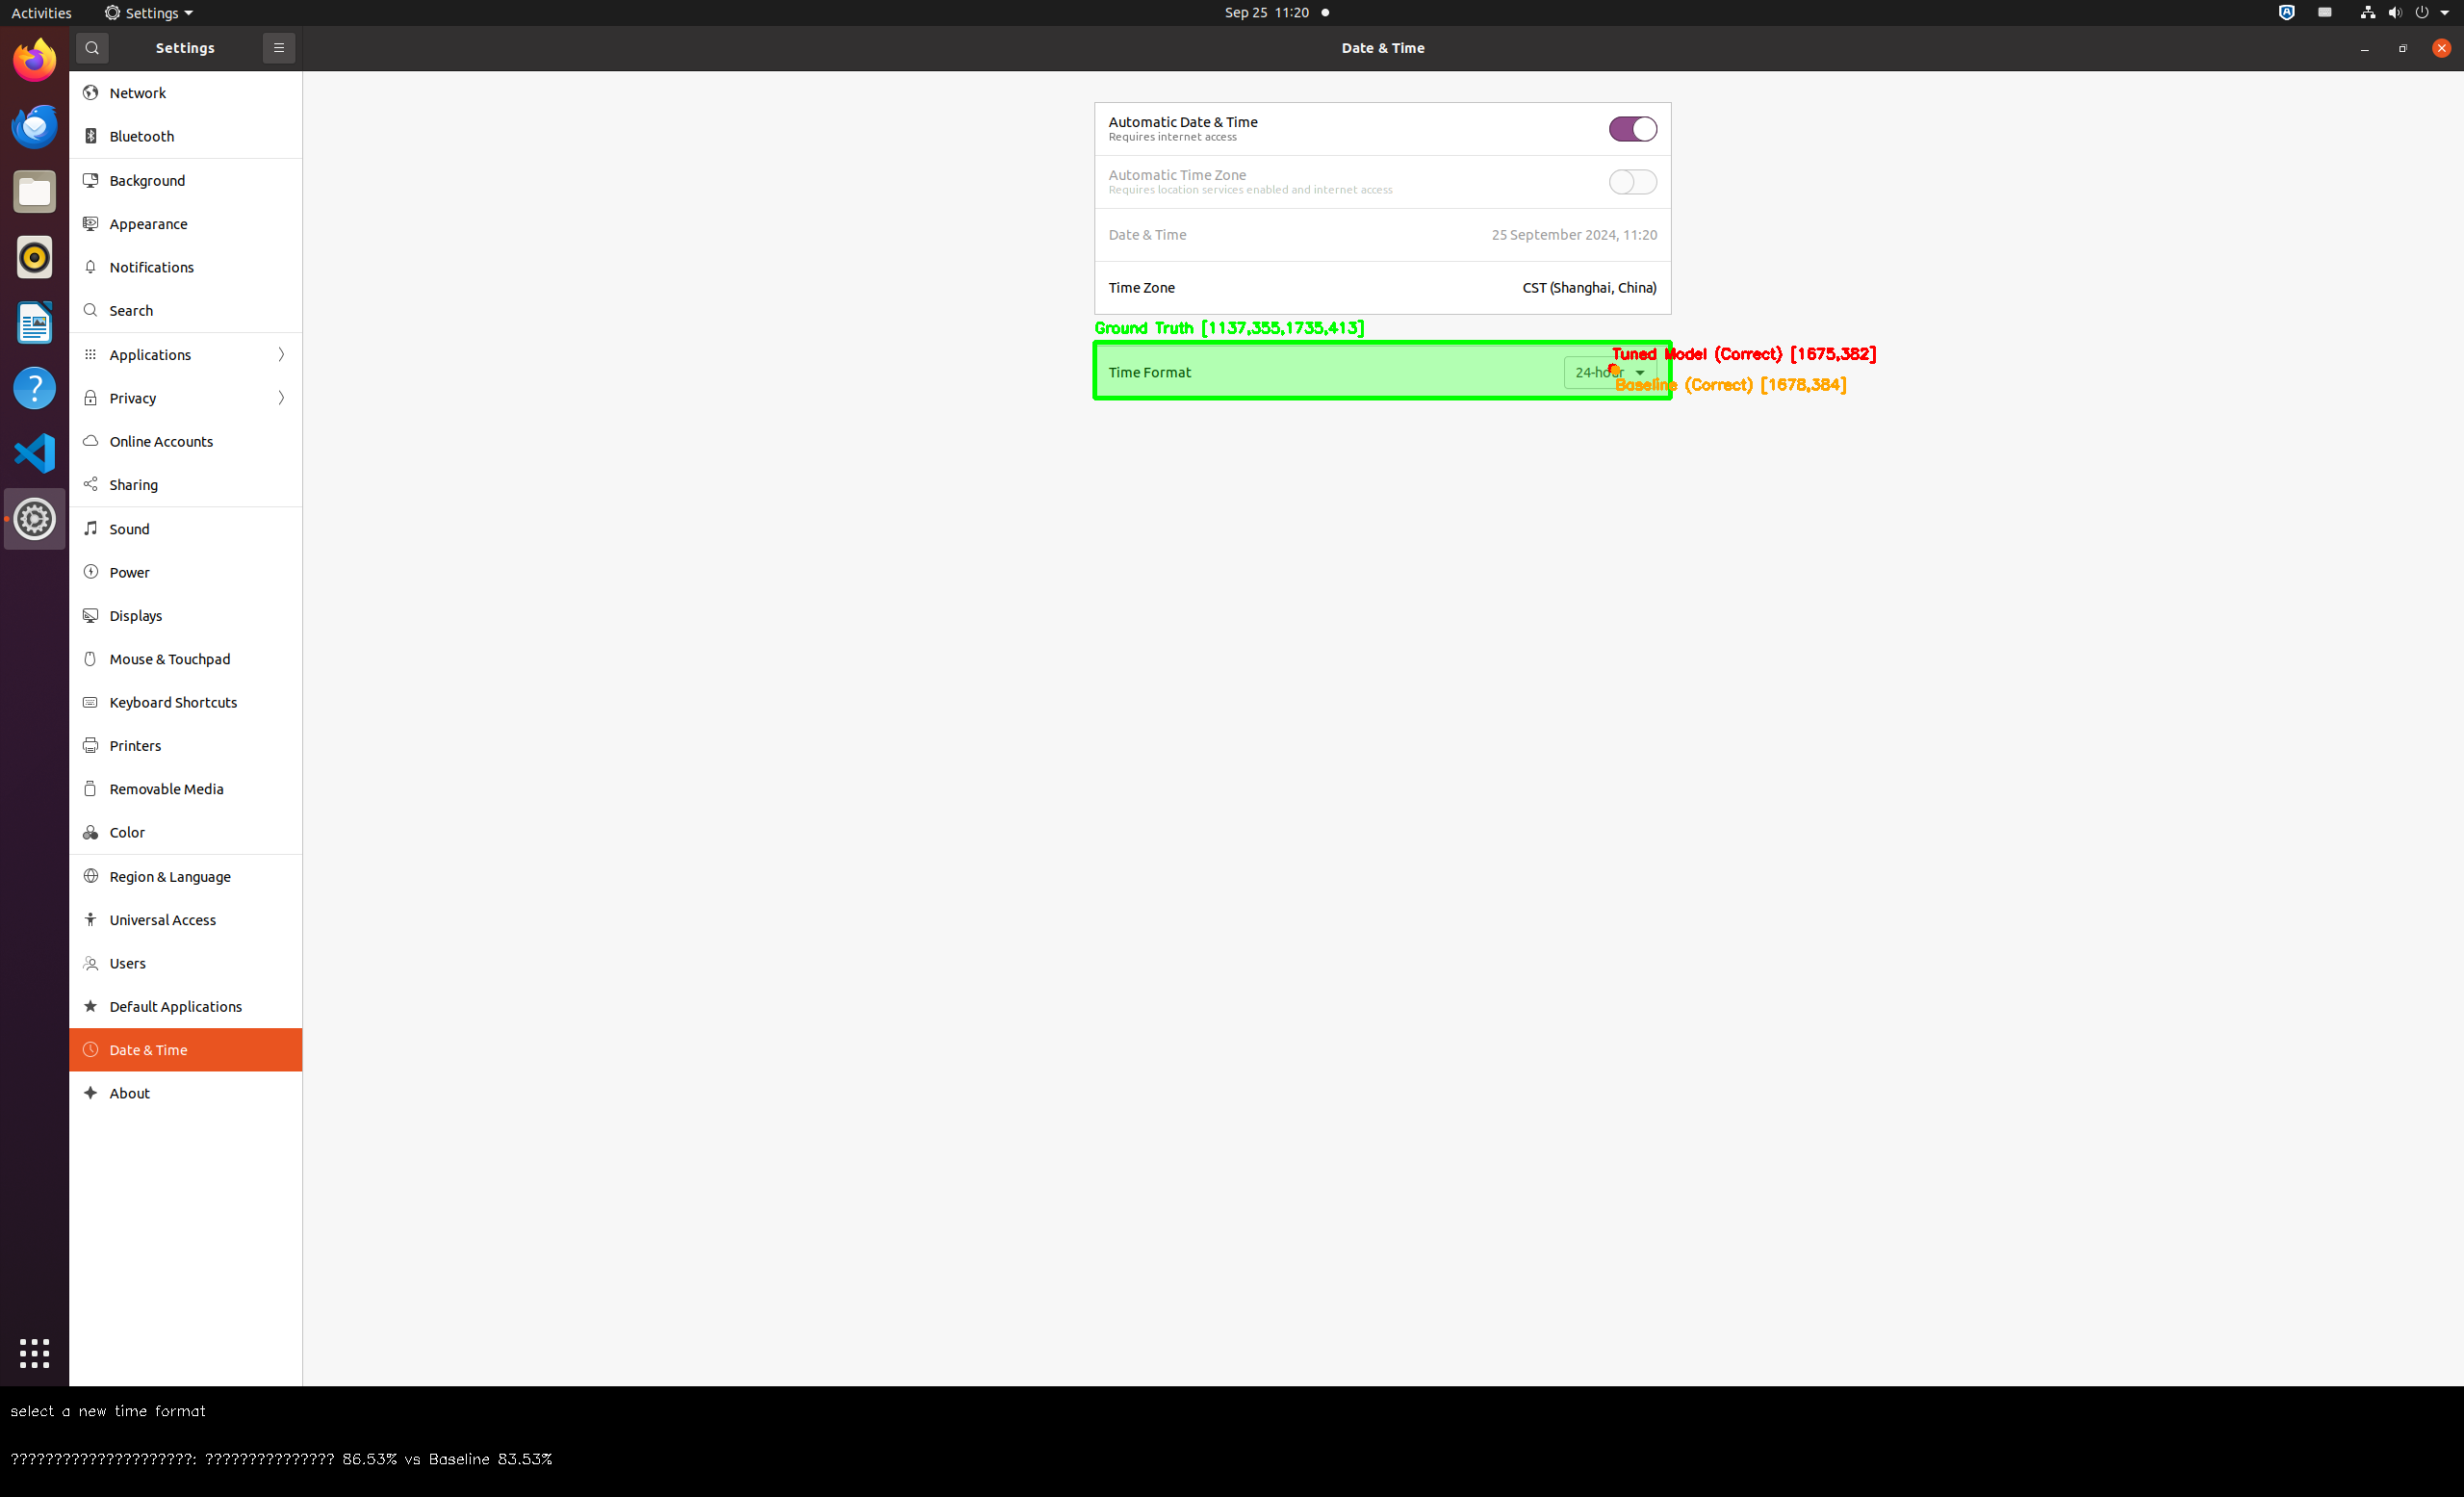 Activities Settings Sep 25 11:20
Settings Date & Time
Network
Bluetooth
Background
Appearance
Notifications
Search
Applications
Privacy
Online Accounts
Sharing
Sound
Power
Displays
Mouse & Touchpad
Keyboard Shortcuts
Printers
Removable Media
Color
Region & Language
Universal Access
Users
Default Applications
Date & Time
About
Automatic Date & Time
Requires internet access
Automatic Time Zone
Requires location services enabled and internet access
Date & Time 25 September 2024, 11:20
Time Zone CST (Shanghai, China)
Ground Truth [1137,355,1735,413]
Tuned Model (Correct) [1675,382]
Time Format 24-hour
Baseline (Correct) [1678,384]
select a new time format
?????????????????????: ??????????????? 86.53% vs Baseline 83.53%